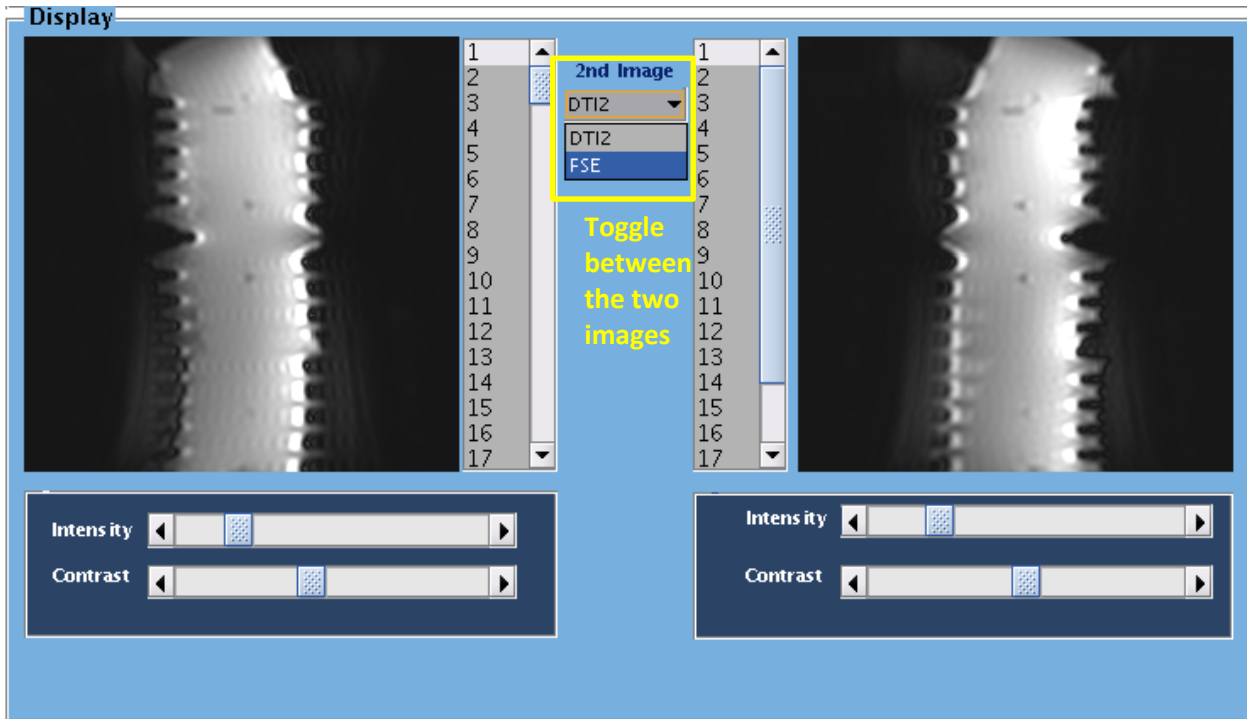 Display
1
2
3
4
5
6
7
8
9
10
11
12
13
14
15
16
17
2nd Image
DTI2
DTI2
FSE
Toggle
between
the two
images
1
2
3
4
5
6
7
8
9
10
11
12
13
14
15
16
17
Intensity
Contrast
Intensity
Contrast